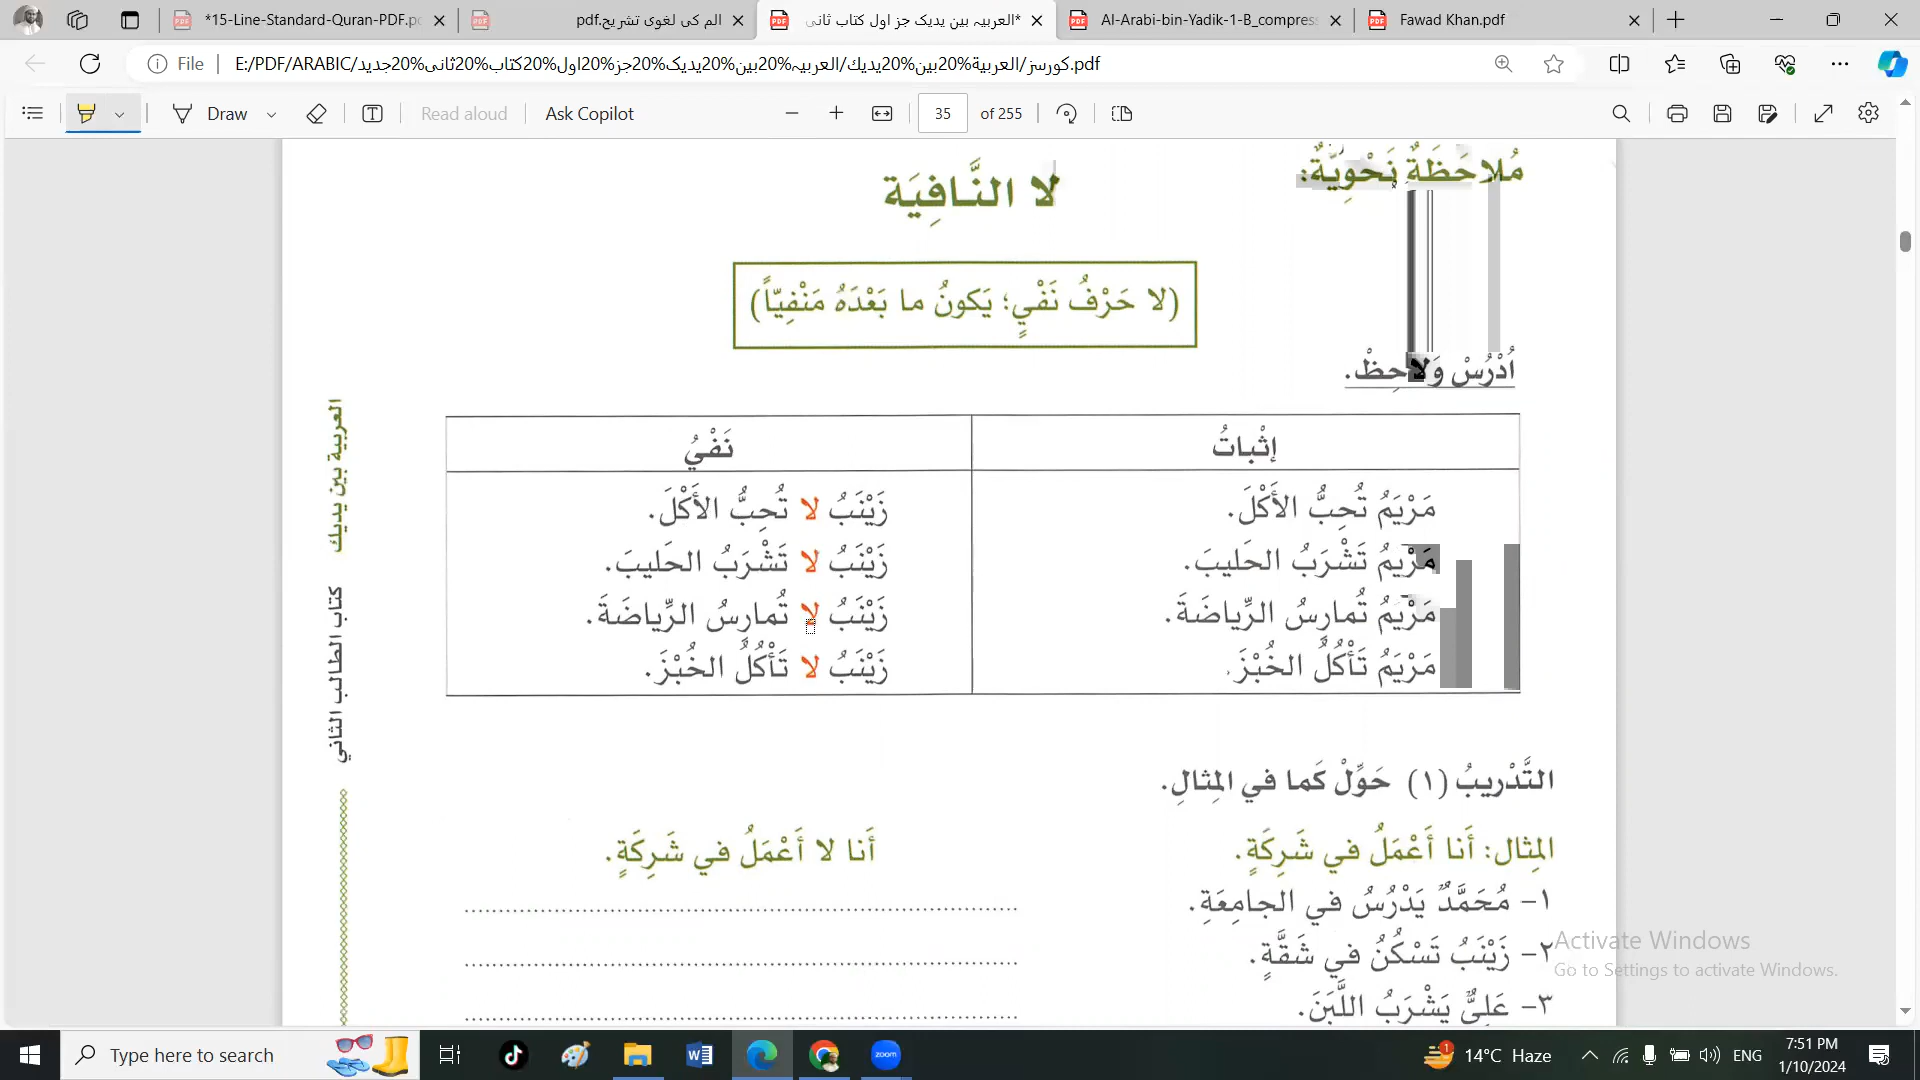 *15-Line-Standard-Quran-PDF.pc
الم کی لغوی تشریح.pdf
*العربیہ بین یدیک جز اول کتاب ثانی
Al-Arabi-bin-Yadik-1-B_compres
Fawad Khan.pdf
File
E:/PDF/ARABIC/كورسز/العربية%20بين%20يديك/العربیہ%20بین%20یدیک%20جز%20اول%20کتاب%20ثانی%20جدید.pdf
Draw
Read aloud
Ask Copilot
35
of 255
مُلاحَظَةٌ نَحْوِيَّةٌ:
لا النَّافِيَة
(لا حَرْفُ نَفْيٍ؛ يَكونُ ما بَعْدَهُ مَنْفِيّاً)
اُدْرُسْ وَلاحِظْ.
إثْباتُ
نَفْيُ
مَرْيَمُ تُحِبُّ الأَكْلَ.
زَيْنَبُ لا تُحِبُّ الأَكْلَ.
مَرْيَمُ تَشْرَبُ الحَليبَ.
زَيْنَبُ لا تَشْرَبُ الحَليبَ.
مَرْيَمُ تُمارِسُ الرِّياضَةَ.
زَيْنَبُ لا تُمارِسُ الرِّياضَةَ.
مَرْيَمُ تَأْكُلُ الخُبْزَ.
زَيْنَبُ لا تَأْكُلُ الخُبْزَ.
التَّدْريبُ (١) حَوِّلْ كَما في المِثالِ.
المِثال: أَنا أَعْمَلُ في شَرِكَةٍ.
أَنا لا أَعْمَلُ في شَرِكَةٍ.
١- مُحَمَّدٌ يَدْرُسُ في الجامِعَةِ.
٢- زَيْنَبُ تَسْكُنُ في شَقَّةٍ.
٣- عَلِيٌّ يَشْرَبُ اللَّبَنَ.
العربية بين يديك
كتاب الطالب الثاني
Activate Windows
Go to Settings to activate Windows.
Type here to search
zoom
1
14°C Haze
ENG
7:51 PM
1/10/2024